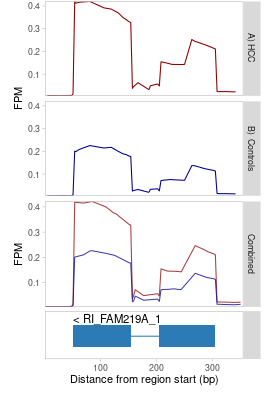 0.4
0.3
0.2
0.1
FPM
A) HCC
0.4
0.3
0.2
0.1
B) Controls
0.4
0.3
0.2
0.1
FPM
Combined
< RI_FAM219A_1
100
200
300
Distance from region start (bp)